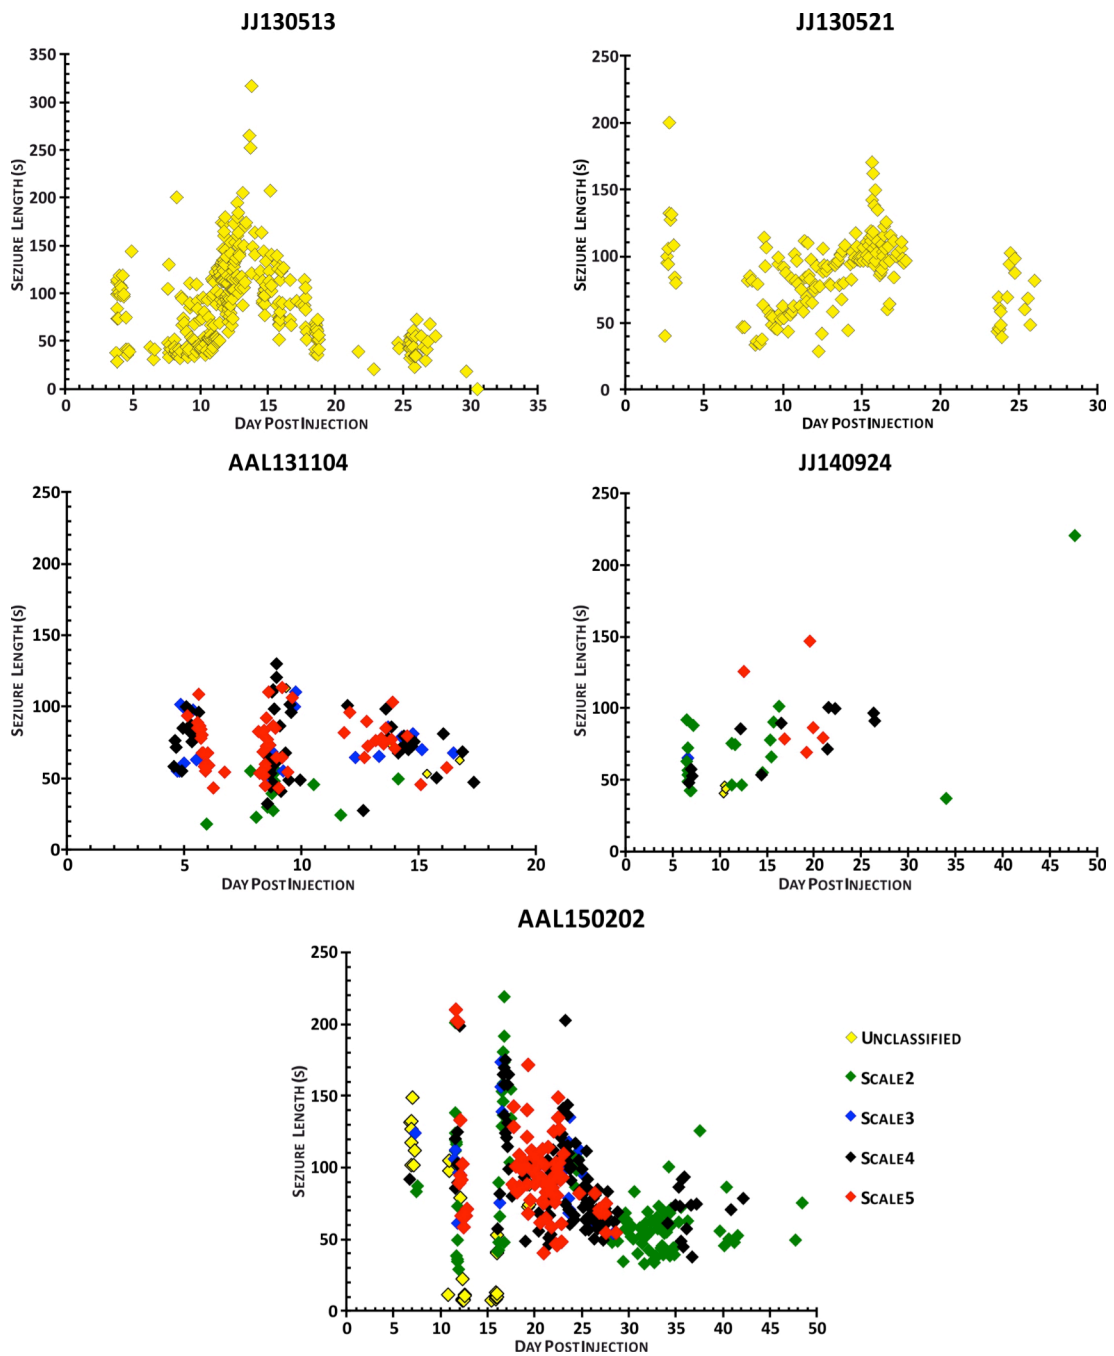 JJ130513
JJ130521
350
300
250
200
150
100
50
0
SEZIURE LENGTH (S)
0 5 10 15 20 25 30 35
DAY POST INJECTION
250
200
150
100
50
0
SEZIURE LENGTH (S)
0 5 10 15 20 25 30
DAY POST INJECTION
AAL131104
JJ140924
250
200
150
100
50
0
SEZIURE LENGTH (S)
0 5 10 15 20
DAY POST INJECTION
250
200
150
100
50
0
SEZIURE LENGTH (S)
0 5 10 15 20 25 30 35 40 45 50
DAY POST INJECTION
AAL150202
250
200
150
100
50
0
SEZIURE LENGTH (S)
0 5 10 15 20 25 30 35 40 45 50
DAY POST INJECTION
UNCLASSIFIED
SCALE2
SCALE3
SCALE4
SCALE5